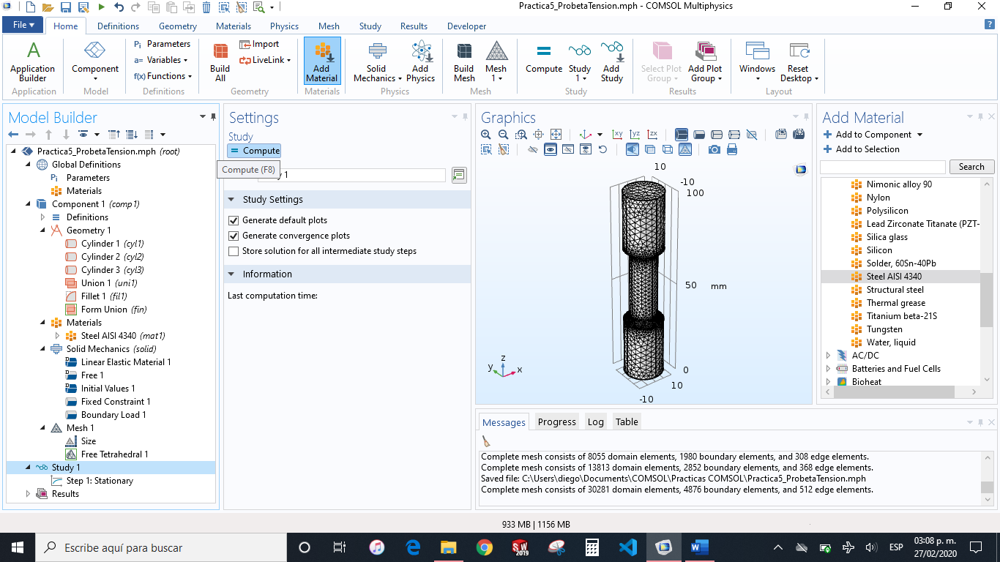 Practica5_ProbetaTension.mph - COMSOL Multiphysics
File
Home
Definitions
Geometry
Materials
Physics
Mesh
Study
Results
Developer
Application Builder
Component
Pi Parameters
a= Variables
f(x) Functions
Build All
Import
LiveLink
Add Material
Solid Mechanics
Add Physics
Build Mesh
Mesh 1
Compute
Study 1
Add Study
Select Plot Group
Add Plot Group
Windows
Reset Desktop
Application
Model
Definitions
Geometry
Materials
Physics
Mesh
Study
Results
Layout
Model Builder
Practica5_ProbetaTension.mph (root)
Global Definitions
Pi Parameters
Materials
Component 1 (comp1)
Definitions
Geometry 1
Cylinder 1 (cyl1)
Cylinder 2 (cyl2)
Cylinder 3 (cyl3)
Union 1 (uni1)
Fillet 1 (fil1)
Form Union (fin)
Materials
Steel AISI 4340 (mat1)
Solid Mechanics (solid)
Linear Elastic Material 1
Free 1
Initial Values 1
Fixed Constraint 1
Boundary Load 1
Mesh 1
Size
Free Tetrahedral 1
Study 1
Step 1: Stationary
Results
Settings
Study
= Compute
Compute (F8)
y 1
Study Settings
Generate default plots
Generate convergence plots
Store solution for all intermediate study steps
Information
Last computation time:
Graphics
xy
yz
zx
10
-10
100
50
mm
0
10
-10
z
y
x
Add Material
+ Add to Component
+ Add to Selection
Search
Nimonic alloy 90
Nylon
Polysilicon
Lead Zirconate Titanate (PZT-
Silica glass
Silicon
Solder, 60Sn-40Pb
Steel AISI 4340
Structural steel
Thermal grease
Titanium beta-21S
Tungsten
Water, liquid
AC/DC
Batteries and Fuel Cells
Bioheat
Messages
Progress
Log
Table
Complete mesh consists of 8055 domain elements, 1980 boundary elements, and 308 edge elements.
Complete mesh consists of 13813 domain elements, 2852 boundary elements, and 368 edge elements.
Saved file: C:\Users\diego\Documents\COMSOL\Practicas COMSOL\Practica5_ProbetaTension.mph
Complete mesh consists of 30281 domain elements, 4876 boundary elements, and 512 edge elements.
933 MB | 1156 MB
Escribe aquí para buscar
SW
2019
W
ESP
03:08 p. m.
27/02/2020